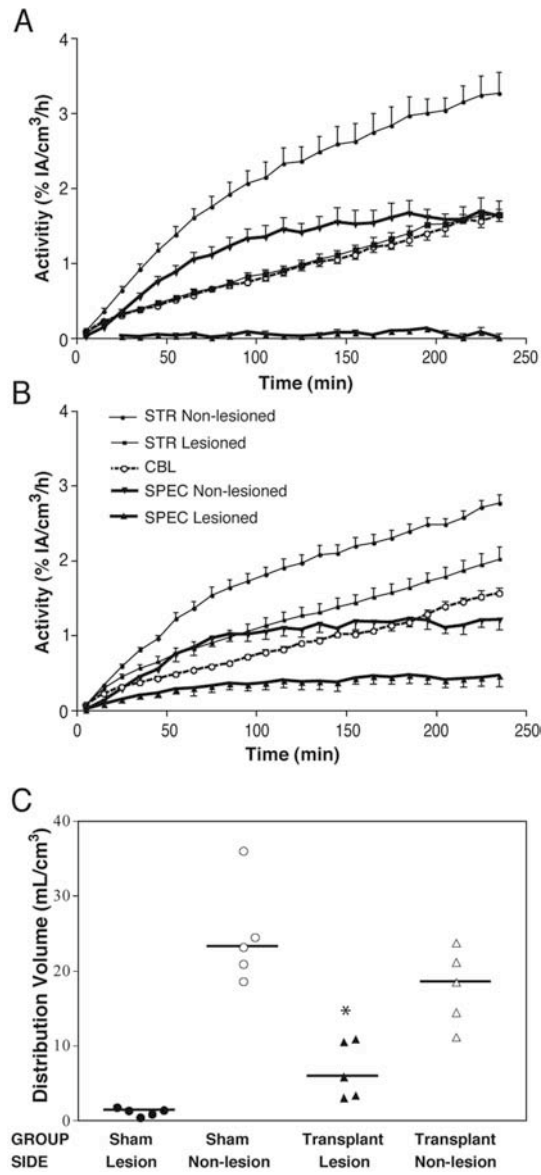 A
Activitiy (% IA/cm³/h)
4
3
2
1
0
50
100
150
200
250
Time (min)
B
Activity (% IA/cm³/h)
4
3
2
1
0
STR Non-lesioned
STR Lesioned
CBL
SPEC Non-lesioned
SPEC Lesioned
50
100
150
200
250
Time (min)
C
Distribution Volume (mL/cm³)
40
30
20
10
0
*
GROUP Sham Sham Transplant Transplant
SIDE Lesion Non-lesion Lesion Non-lesion